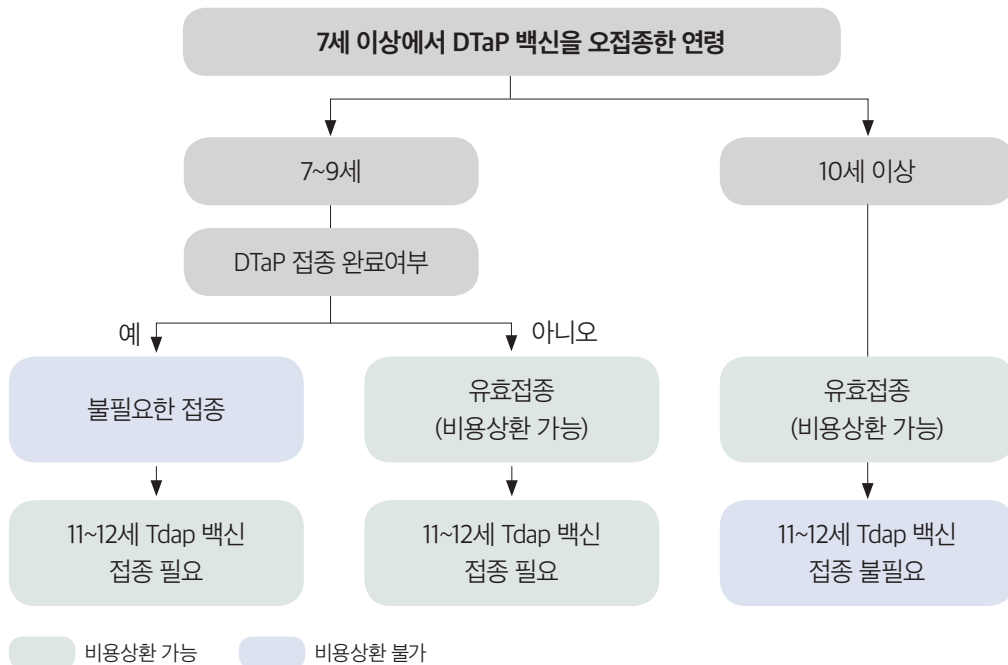 7세 이상에서 DTaP 백신을 오접종한 연령
7~9세
10세 이상
DTaP 접종 완료여부
예
아니오
불필요한 접종
유효접종
(비용상환 가능)
유효접종
(비용상환 가능)
11~12세 Tdap 백신
접종 필요
11~12세 Tdap 백신
접종 필요
11~12세 Tdap 백신
접종 불필요
비용상환 가능
비용상환 불가